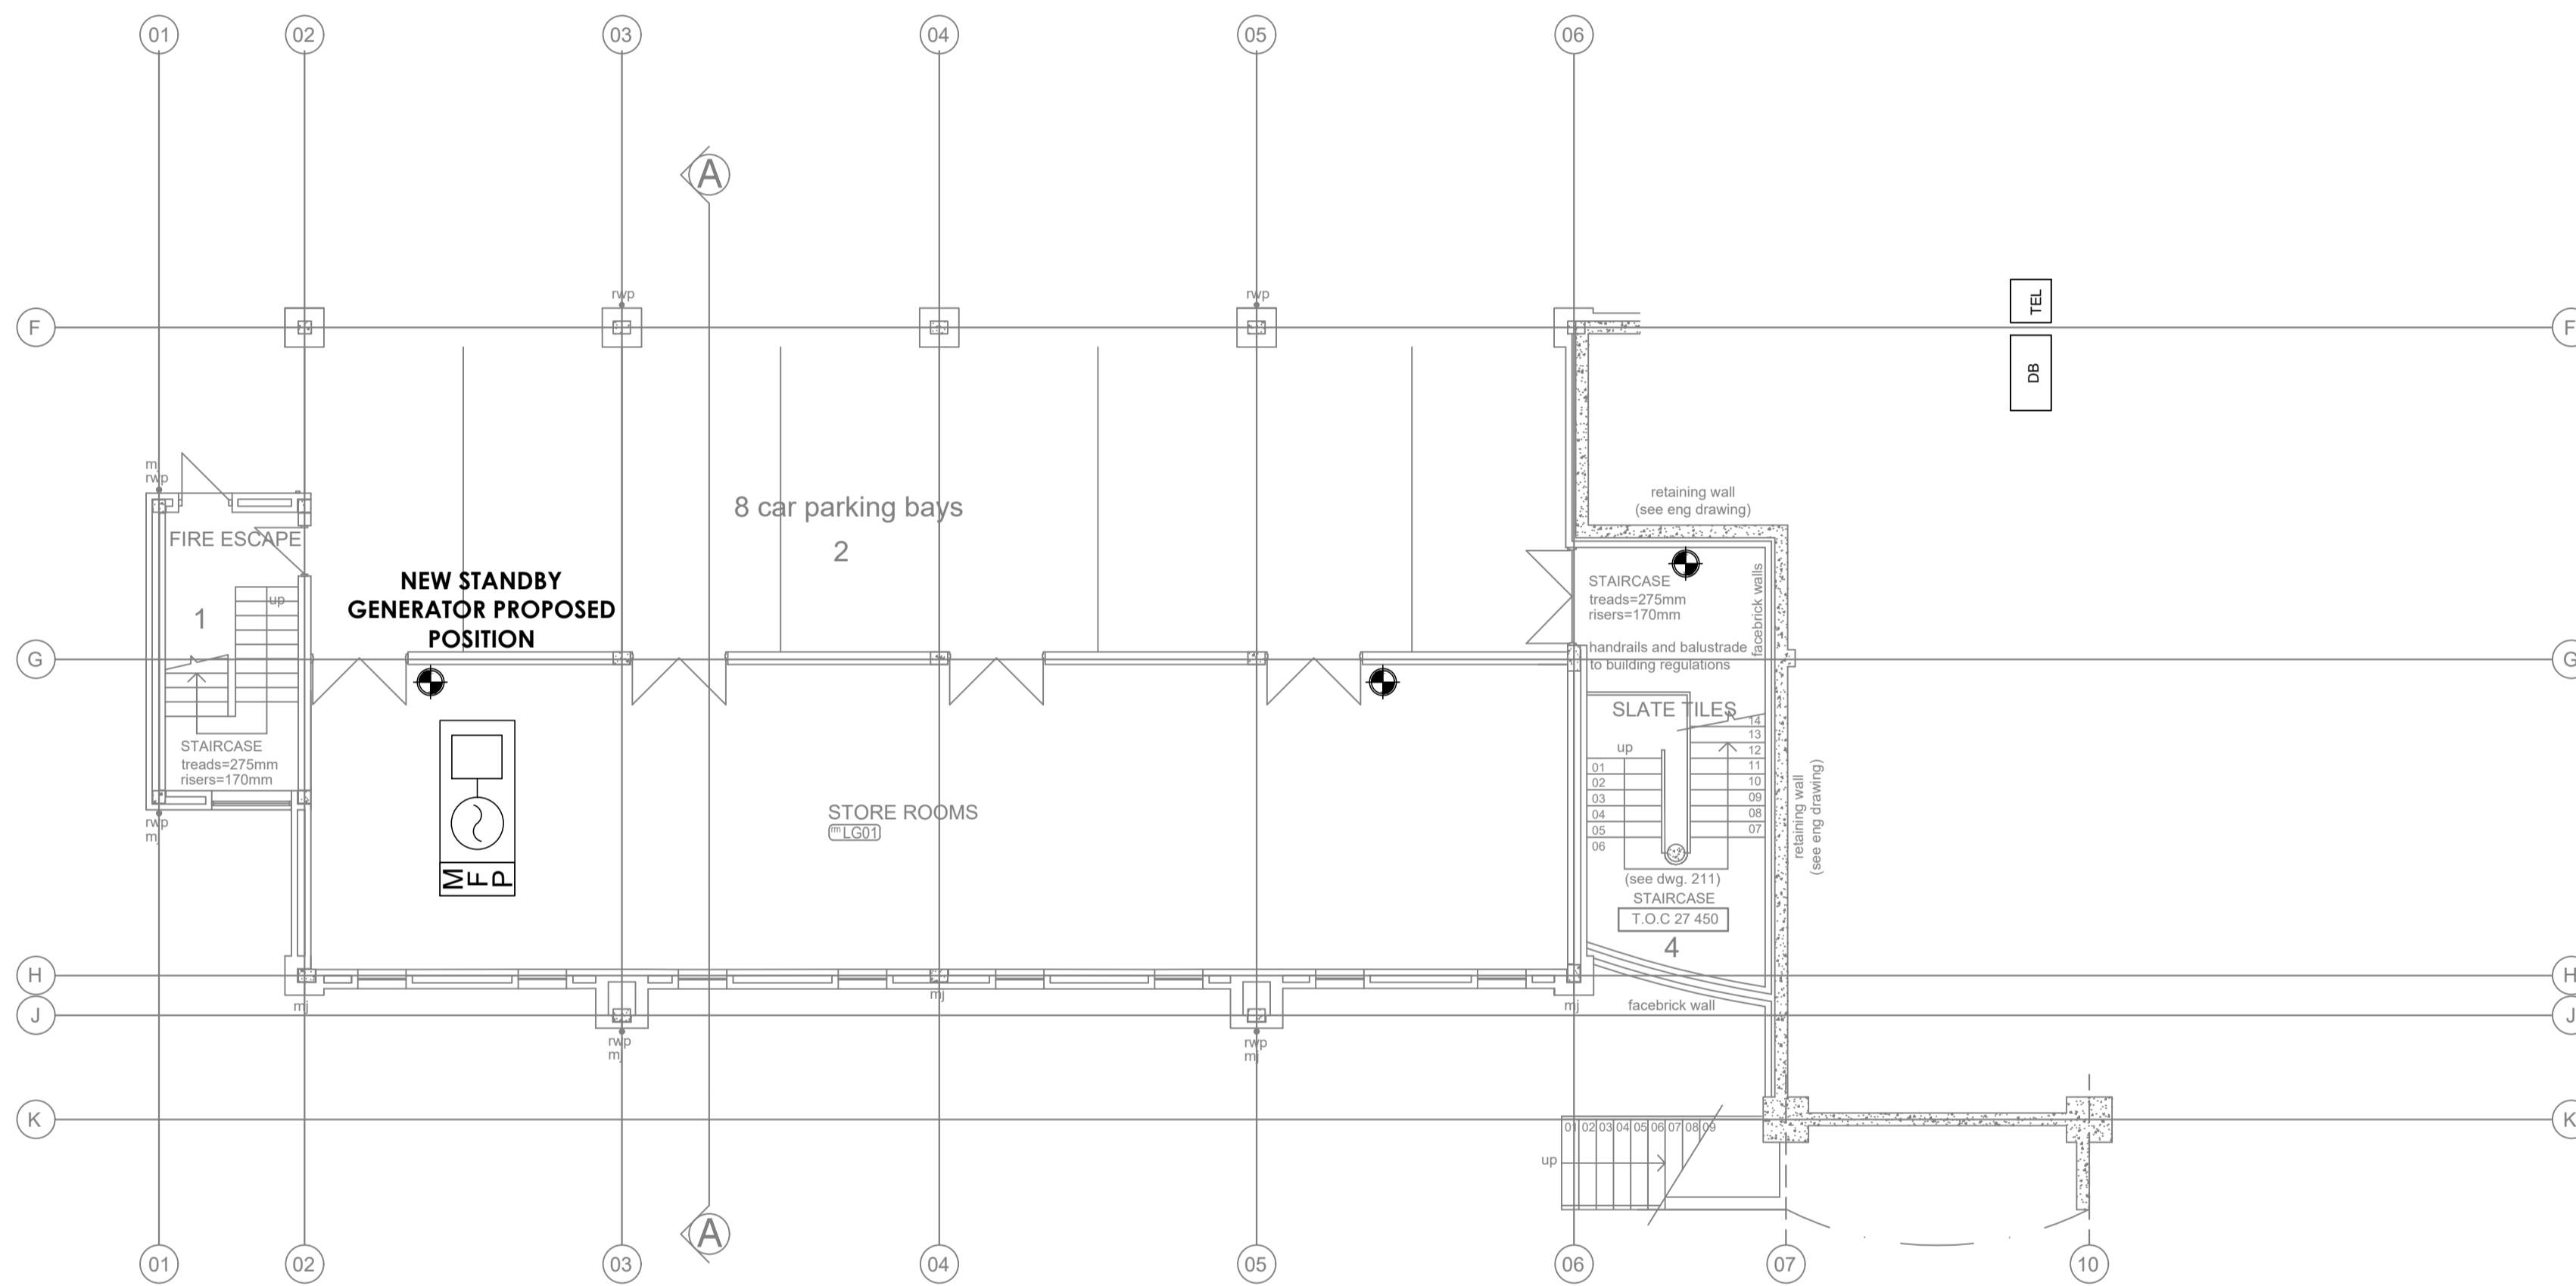 01
02
03
04
05
06
A
rwp
rwp
TEL
F
F
DB
mj
rwp
8 car parking bays
2
retaining wall
(see eng drawing)
FIRE ESCAPE
NEW STANDBY
GENERATOR PROPOSED
POSITION
1
up
STAIRCASE
treads=275mm
risers=170mm
facebrick walls
handrails and balustrade
to building regulations
G
G
SLATE TILES
STAIRCASE
treads=275mm
risers=170mm
up
14
13
12
11
10
09
08
07
01
02
03
04
05
06
retaining wall
(see eng drawing)
STORE ROOMS
rm LG01
rwp
mj
MFP
(see dwg. 211)
STAIRCASE
T.O.C 27 450
4
H
H
mj
mj
mj
facebrick wall
J
J
rwp
mj
rwp
mj
K
K
01 02 03 04 05 06 07 08 09
up
A
01
02
03
04
05
06
07
10